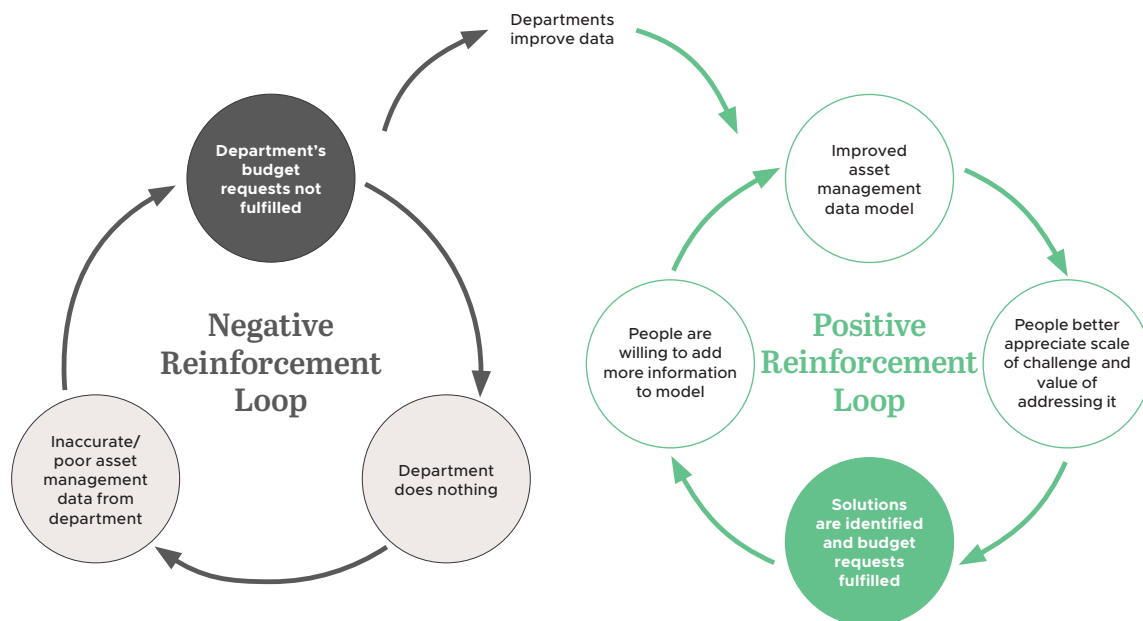 Departments
improve data
Department's
budget
requests not
fulfilled
Negative
Reinforcement
Loop
Department
does nothing
Inaccurate/
poor asset
management
data from
department
Improved
asset
management
data model
Positive
Reinforcement
Loop
People better
appreciate scale
of challenge and
value of
addressing it
Solutions
are identified
and budget
requests
fulfilled
People are
willing to add
more information
to model